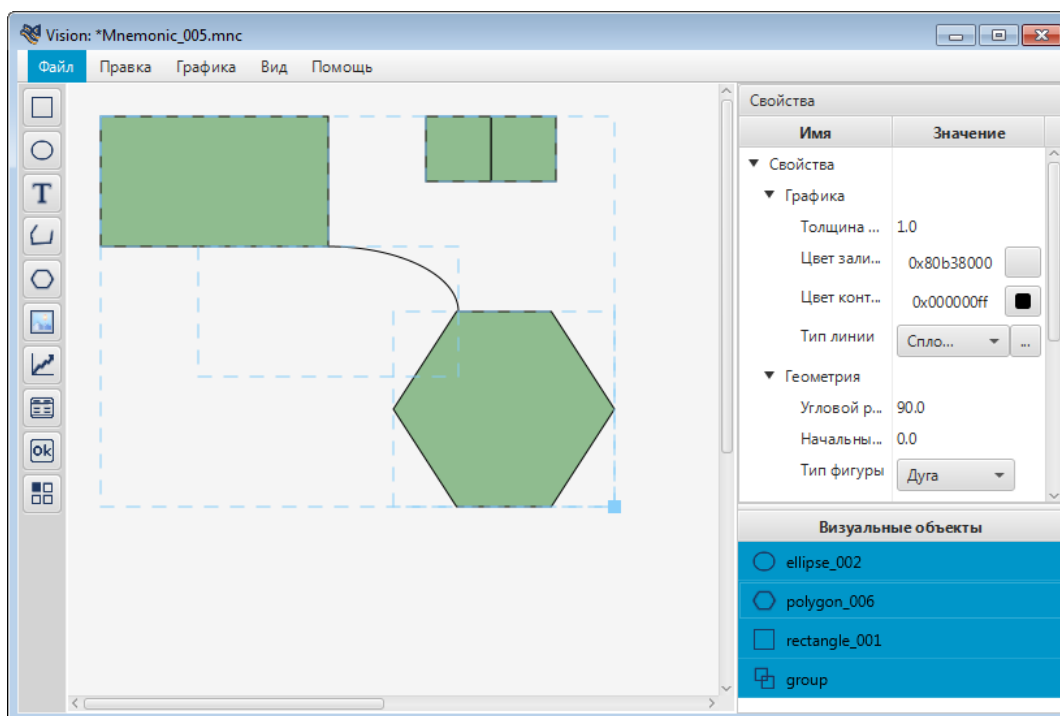 Vision: *Mnemonic_005.mnc
Файл Правка Графика Вид Помощь
T
Ok
Свойства
Имя Значение
Свойства
Графика
Толщина ... 1.0
Цвет зали... 0x80b38000
Цвет конт... 0x000000ff
Тип линии Спло... ...
Геометрия
Угловой р... 90.0
Начальны... 0.0
Тип фигуры Дуга
Визуальные объекты
ellipse_002
polygon_006
rectangle_001
group